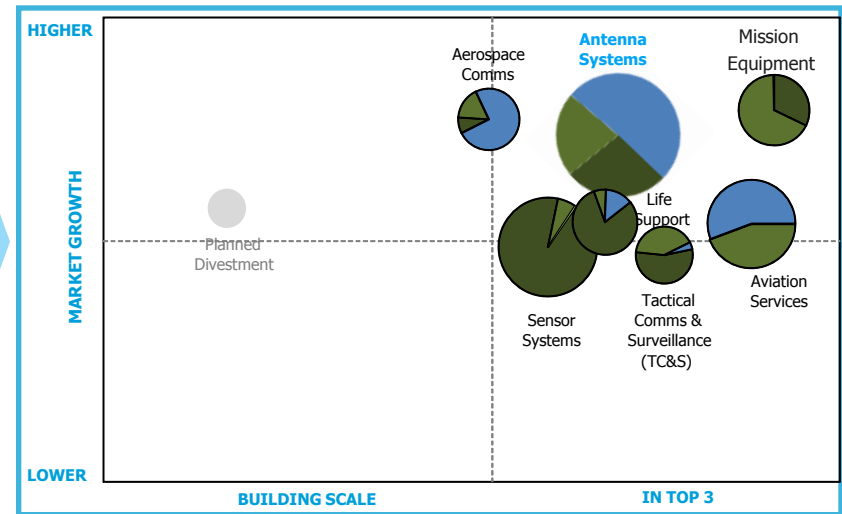 HIGHER
Aerospace
Comms
Antenna
Systems
Mission
Equipment
MARKET GROWTH
Planned
Divestment
Life
Support
Sensor
Systems
Tactical
Comms &
Surveillance
(TC&S)
Aviation
Services
LOWER
BUILDING SCALE
IN TOP 3